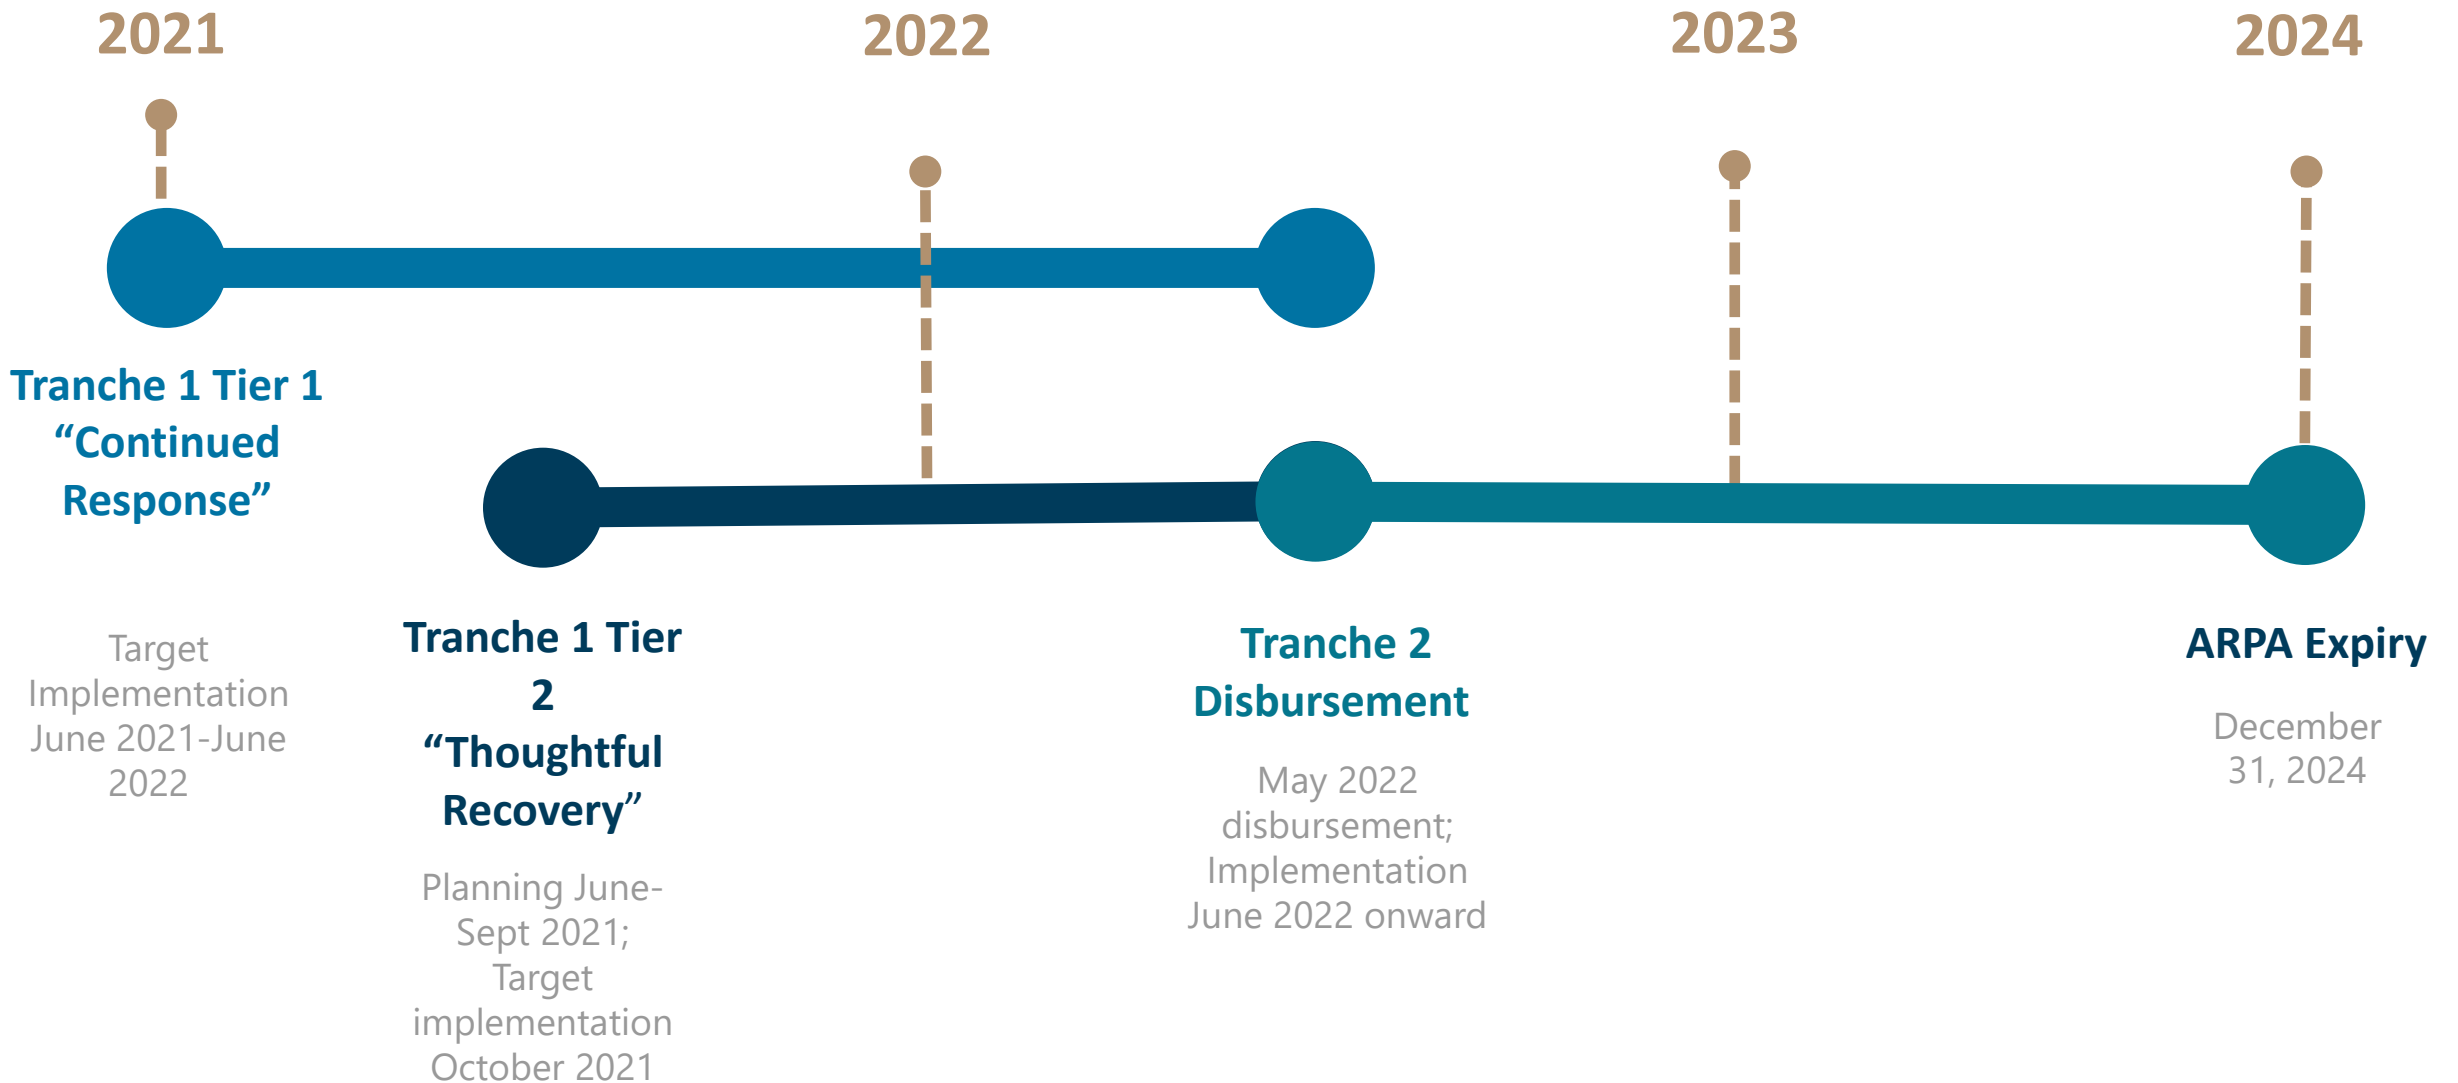 2021
2022
2023
2024
Tranche 1 Tier 1
“Continued
Response”
Target
Implementation
June 2021-June
2022
Tranche 1 Tier
2
“Thoughtful
Recovery”
Planning June-
Sept 2021;
Target
implementation
October 2021
Tranche 2
Disbursement
May 2022
disbursement;
Implementation
June 2022 onward
ARPA Expiry
December
31, 2024